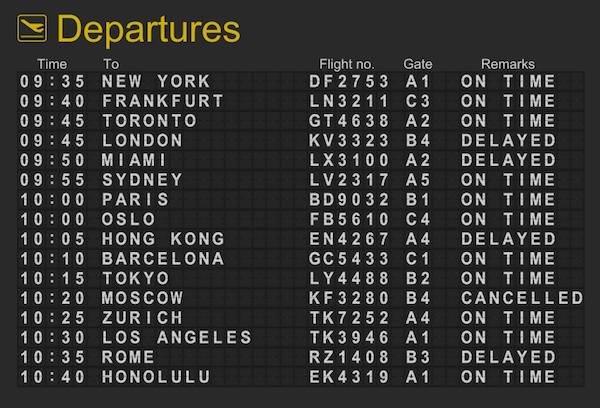 Departures
Time To Flight no. Gate Remarks
09:35 NEW YORK DF2753 A1 ON TIME
09:40 FRANKFURT LN3211 C3 ON TIME
09:45 TORONTO GT4638 A2 ON TIME
09:45 LONDON KV3323 B4 DELAYED
09:50 MIAMI LX3100 A2 DELAYED
09:55 SYDNEY LV2317 A5 ON TIME
10:00 PARIS BD9032 B1 ON TIME
10:00 OSLO FB5610 C4 ON TIME
10:05 HONG KONG EN4267 A4 DELAYED
10:10 BARCELONA GC5433 C1 ON TIME
10:15 TOKYO LY4488 B2 ON TIME
10:20 MOSCOW KF3280 B4 CANCELLED
10:25 ZURICH TK7252 A4 ON TIME
10:30 LOS ANGELES TK3946 A1 ON TIME
10:35 ROME RZ1408 B3 DELAYED
10:40 HONOLULU EK4319 A1 ON TIME